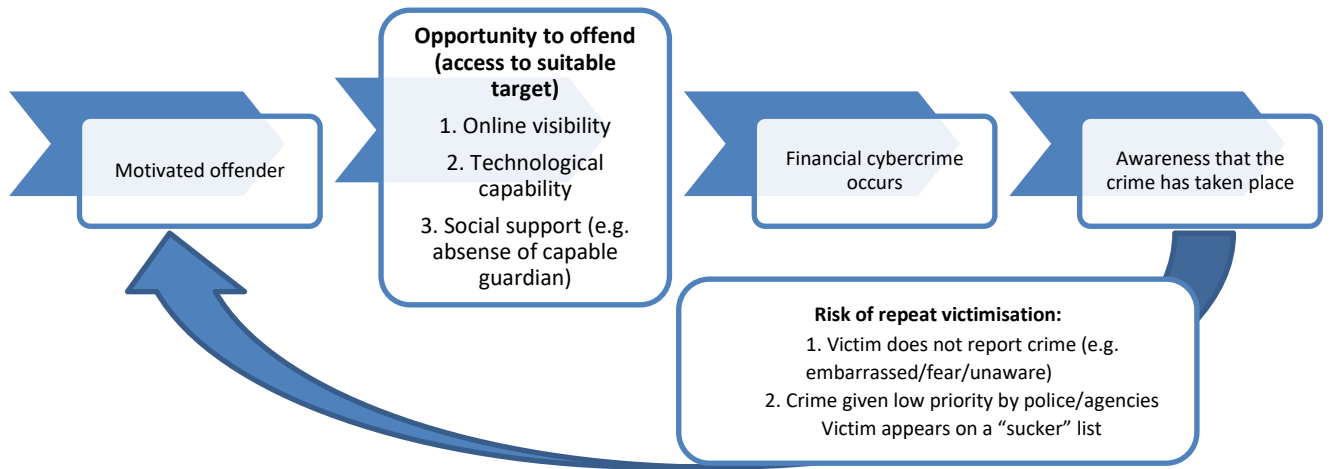 Motivated offender
Opportunity to offend
(access to suitable
target)
1. Online visibility
2. Technological
capability
3. Social support (e.g.
absense of capable
guardian)
Financial cybercrime
occurs
Awareness that the
crime has taken place
Risk of repeat victimisation:
1. Victim does not report crime (e.g.
embarrassed/fear/unaware)
2. Crime given low priority by police/agencies
Victim appears on a “sucker” list